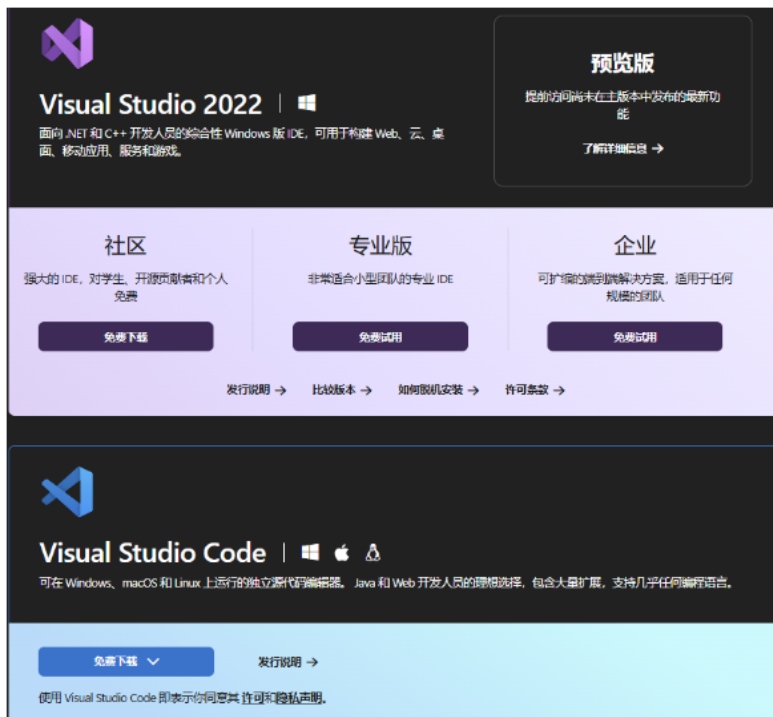 Visual Studio 2022
面向 .NET 和 C++ 开发人员的综合性 Windows 版 IDE，可用于构建 Web、云、桌
面、移动应用、服务和游戏。
预览版
提前访问尚未在主版本中发布的最新功
能
了解详细信息 →
社区
强大的 IDE，对学生、开源贡献者和个人
免费
免费下载
专业版
非常适合小型团队的专业 IDE
免费试用
企业
可扩缩的端到端解决方案，适用于任何
规模的团队
免费试用
发行说明 → 比较版本 → 如何脱机安装 → 许可条款 →
Visual Studio Code
可在 Windows、macOS 和 Linux 上运行的独立源代码编辑器。 Java 和 Web 开发人员的理想选择，包含大量扩展，支持几乎任何编程语言。
免费下载 发行说明 →
使用 Visual Studio Code 即表示你同意其 许可和隐私声明。